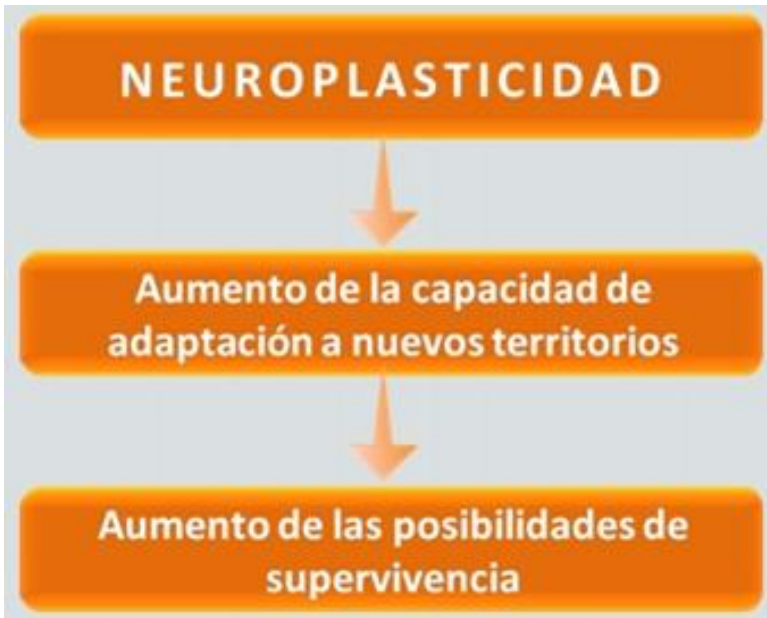 NEUROPLASTICIDAD
Aumento de la capacidad de
adaptación a nuevos territorios
Aumento de las posibilidades de
supervivencia